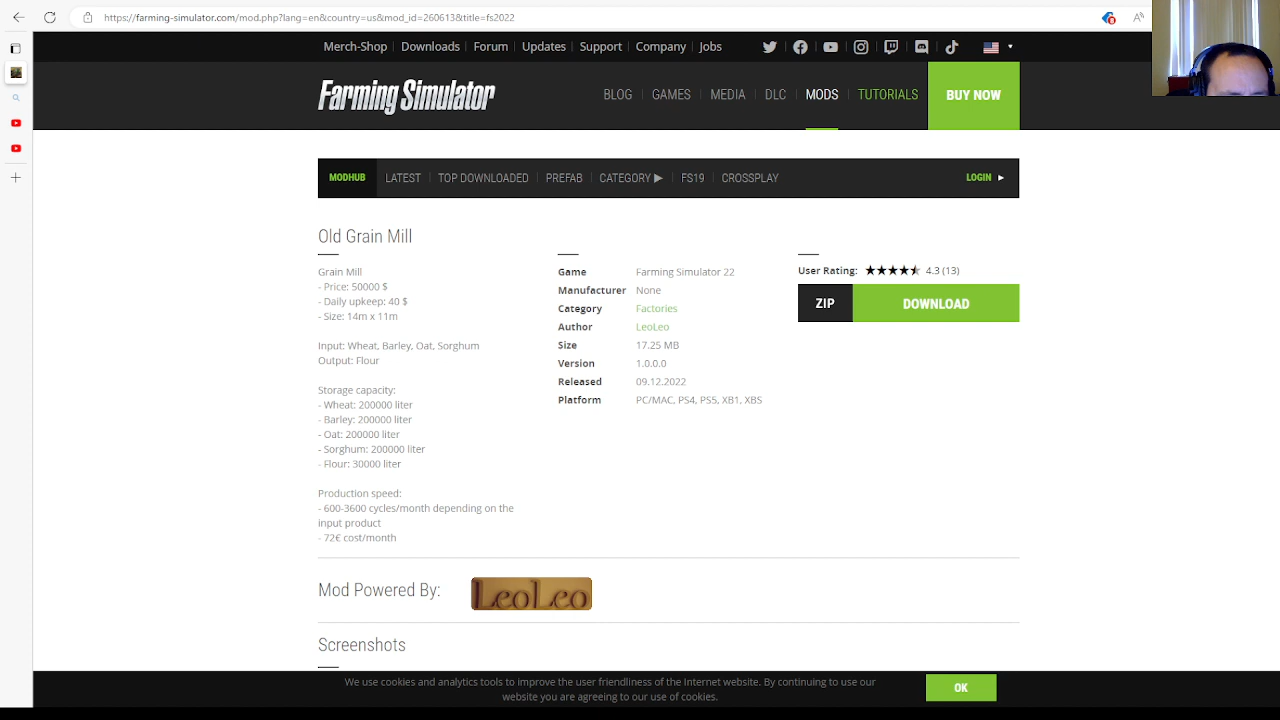 https://farming-simulator.com/mod.php?lang=en&country=us&mod_id=260613&title=fs2022
Merch-Shop Downloads Forum Updates Support Company Jobs
Farming Simulator
BLOG GAMES MEDIA DLC MODS TUTORIALS BUY NOW
MODHUB LATEST TOP DOWNLOADED PREFAB CATEGORY ▶ FS19 CROSSPLAY LOGIN ▶
Old Grain Mill
Grain Mill
- Price: 50000 $
- Daily upkeep: 40 $
- Size: 14m x 11m
Input: Wheat, Barley, Oat, Sorghum
Output: Flour
Storage capacity:
- Wheat: 200000 liter
- Barley: 200000 liter
- Oat: 200000 liter
- Sorghum: 200000 liter
- Flour: 30000 liter
Production speed:
- 600-3600 cycles/month depending on the
input product
- 72€ cost/month
Game Farming Simulator 22
Manufacturer None
Category Factories
Author LeoLeo
Size 17.25 MB
Version 1.0.0.0
Released 09.12.2022
Platform PC/MAC, PS4, PS5, XB1, XBS
User Rating: 4.3 (13)
ZIP DOWNLOAD
Mod Powered By: LeoLeo
Screenshots
We use cookies and analytics tools to improve the user friendliness of the Internet website. By continuing to use our
website you are agreeing to our use of cookies.
OK